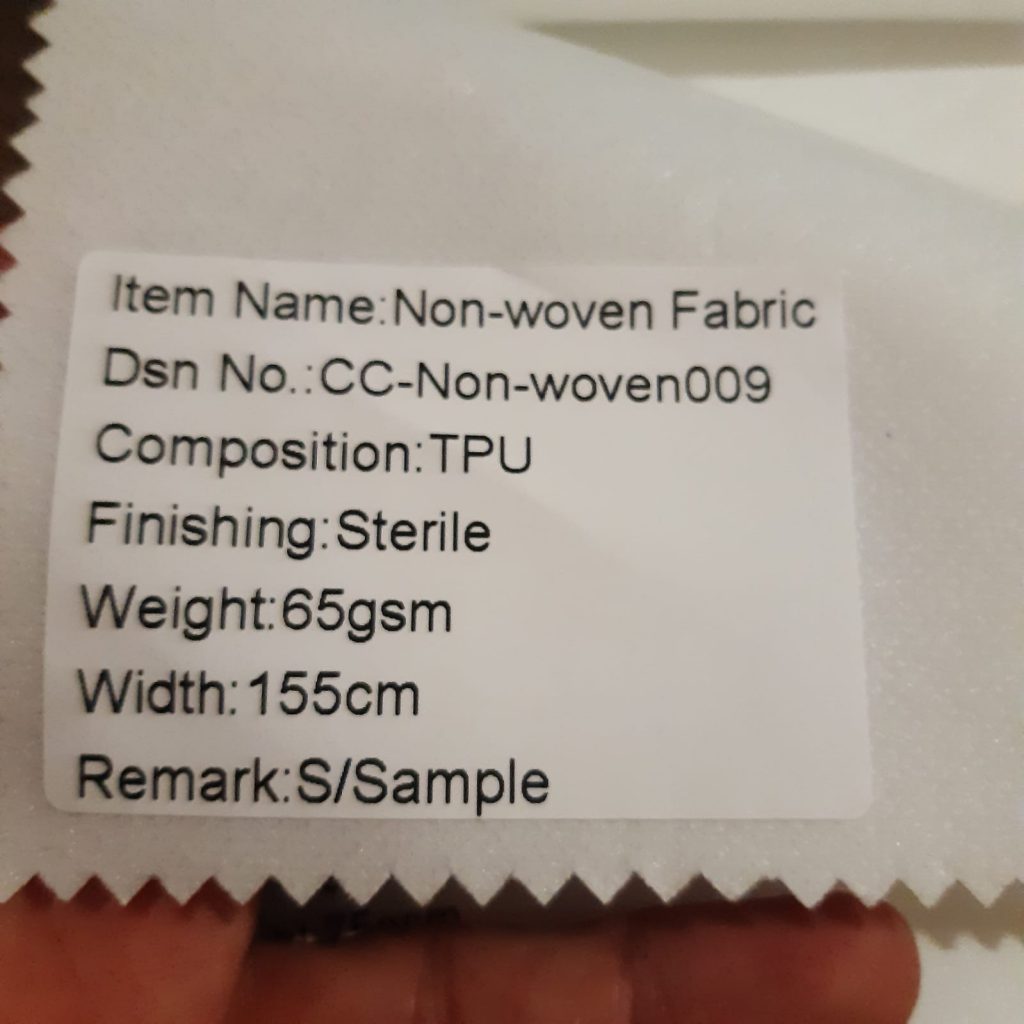 Item Name:Non-woven Fabric
Dsn No.:CC-Non-woven009
Composition:TPU
Finishing:Sterile
Weight:65gsm
Width:155cm
Remark:S/Sample